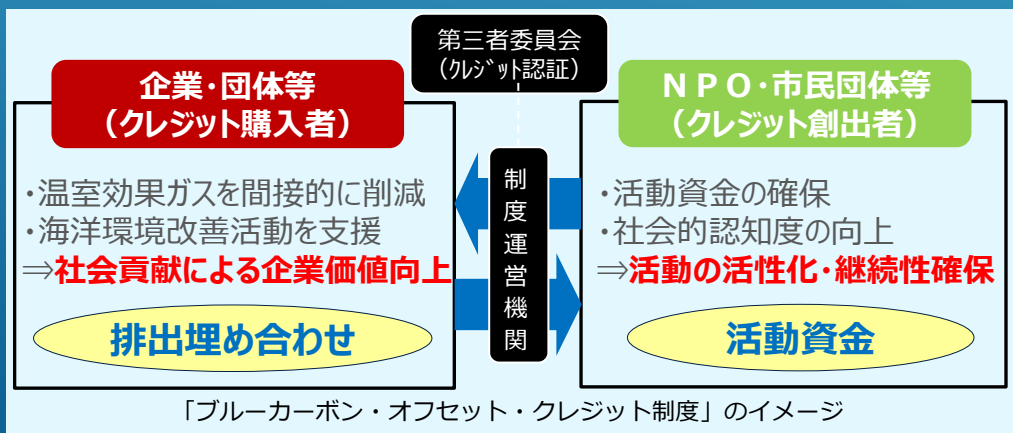 第三者委員会
（ｸﾚｼﾞｯﾄ認証）
企業・団体等
（クレジット購入者）
・温室効果ガスを間接的に削減
・海洋環境改善活動を支援
⇒社会貢献による企業価値向上
排出埋め合わせ
制度運営機関
ＮＰＯ・市民団体等
（クレジット創出者）
・活動資金の確保
・社会的認知度の向上
⇒活動の活性化・継続性確保
活動資金
「ブルーカーボン・オフセット・クレジット制度」のイメージ